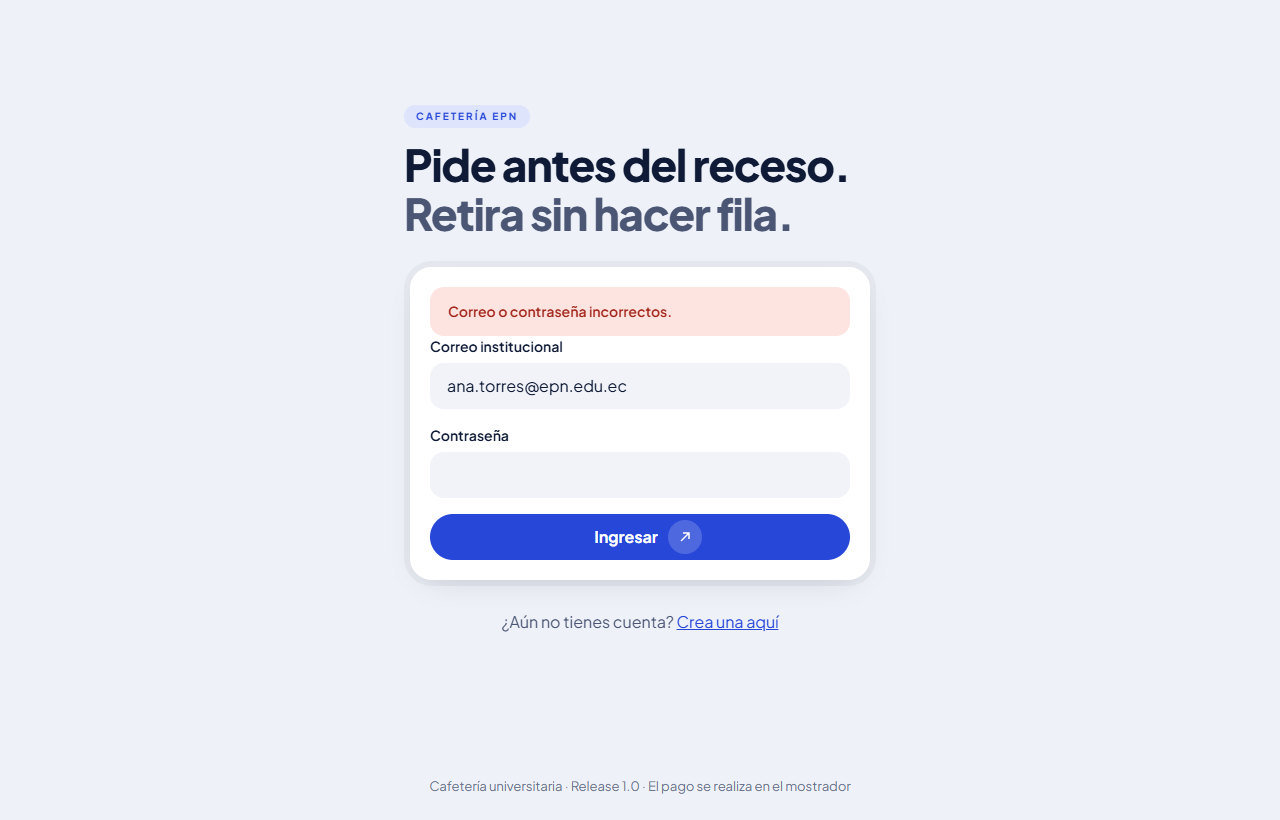 CAFETERÍA EPN
Pide antes del receso.
Retira sin hacer fila.
Correo o contraseña incorrectos.
Correo institucional
ana.torres@epn.edu.ec
Contraseña
Ingresar
¿Aún no tienes cuenta? Crea una aquí
Cafetería universitaria · Release 1.0 · El pago se realiza en el mostrador